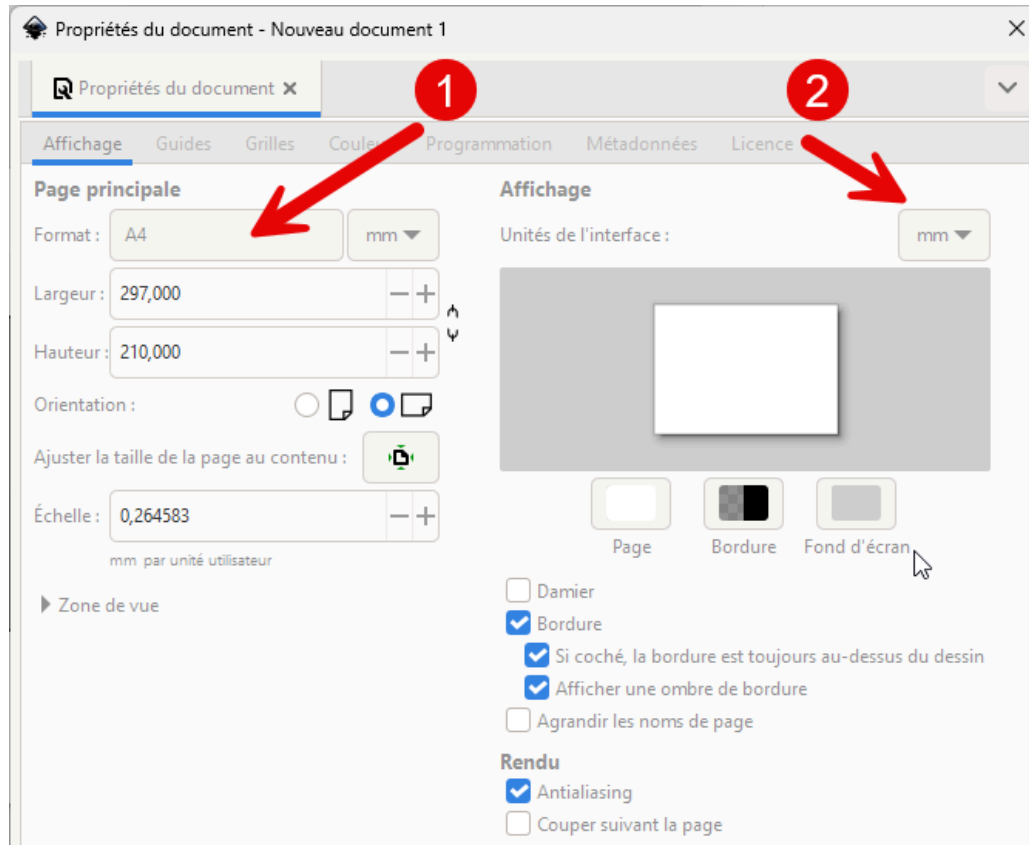 Propriétés du document - Nouveau document 1
Propriétés du document
1
2
Affichage Guides Grilles Programmation Métadonnées Licence
Page principale
Format : A4 mm
Largeur : 297,000
Hauteur : 210,000
Orientation :
Ajuster la taille de la page au contenu :
Échelle : 0,264583
mm par unité utilisateur
Zone de vue
Affichage
Unités de l'interface : mm
Page Bordure Fond d'écran
Damier
Bordure
Si coché, la bordure est toujours au-dessus du dessin
Afficher une ombre de bordure
Agrandir les noms de page
Rendu
Antialiasing
Couper suivant la page